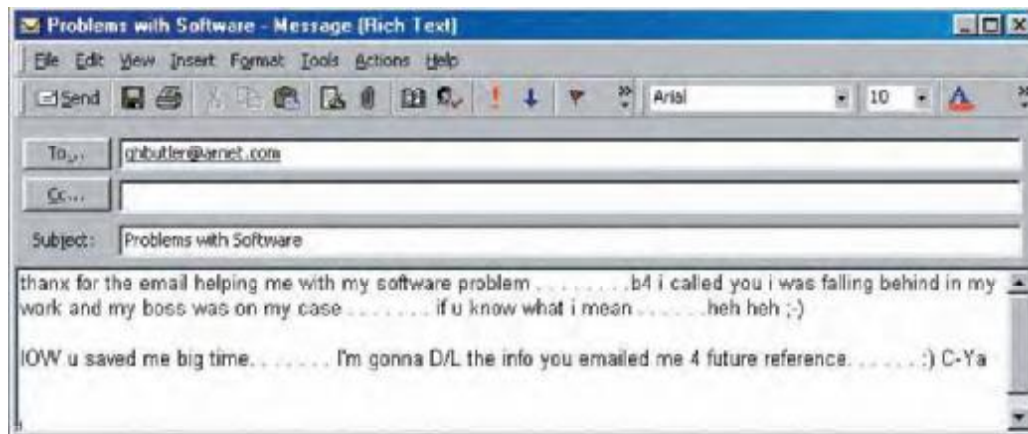 Problems with Software - Message (Rich Text)
File Edit View Insert Format Tools Actions Help
Send Arial 10 A
To... ghbutler@arnet.com
Cc...
Subject: Problems with Software
thanx for the email helping me with my software problem . . . . . . . . b4 i called you i was falling behind in my
work and my boss was on my case . . . . . . . if u know what i mean . . . . . . heh heh ;-)
IOW u saved me big time. . . . . . . I'm gonna D/L the info you emailed me 4 future reference. . . . . . :) C-Ya